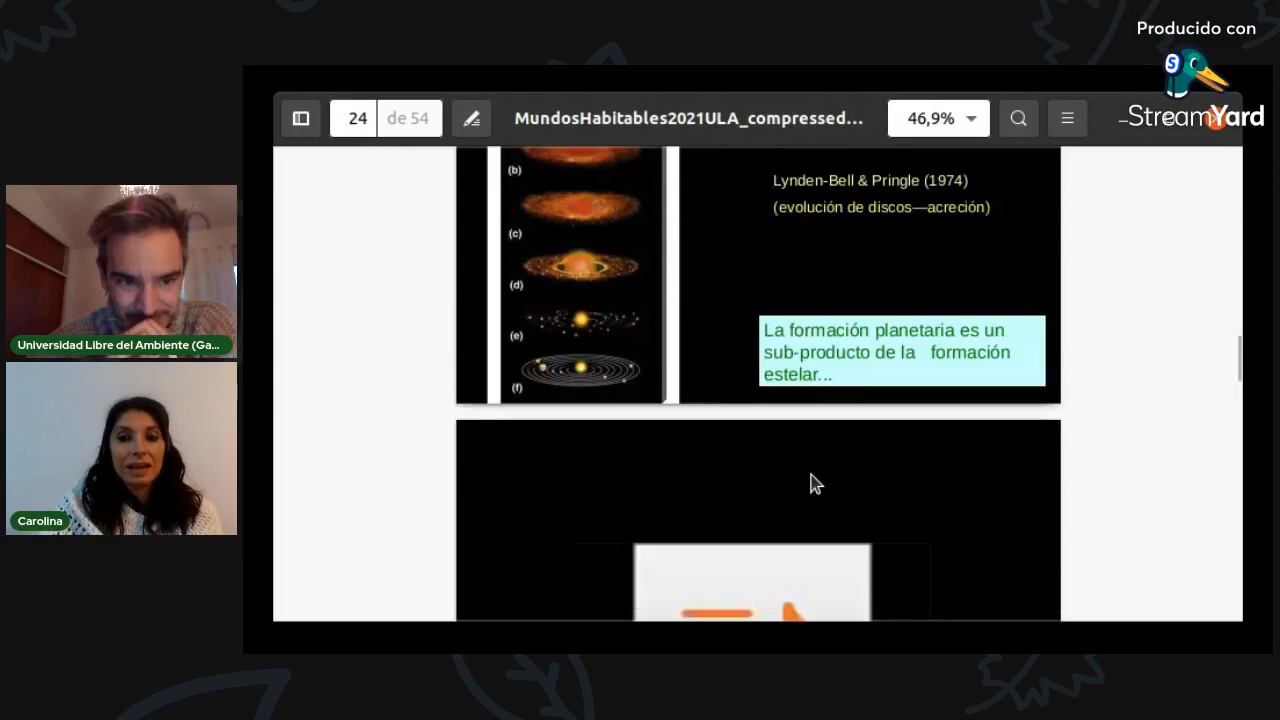 Producido con
StreamYard
24 de 54
MundosHabitables2021ULA_compressed...
46,9%
(b)
(c)
(d)
(e)
(f)
Lynden-Bell & Pringle (1974)
(evolución de discos—acreción)
La formación planetaria es un
sub-producto de la formación
estelar...
Universidad Libre del Ambiente (Ga...
Carolina